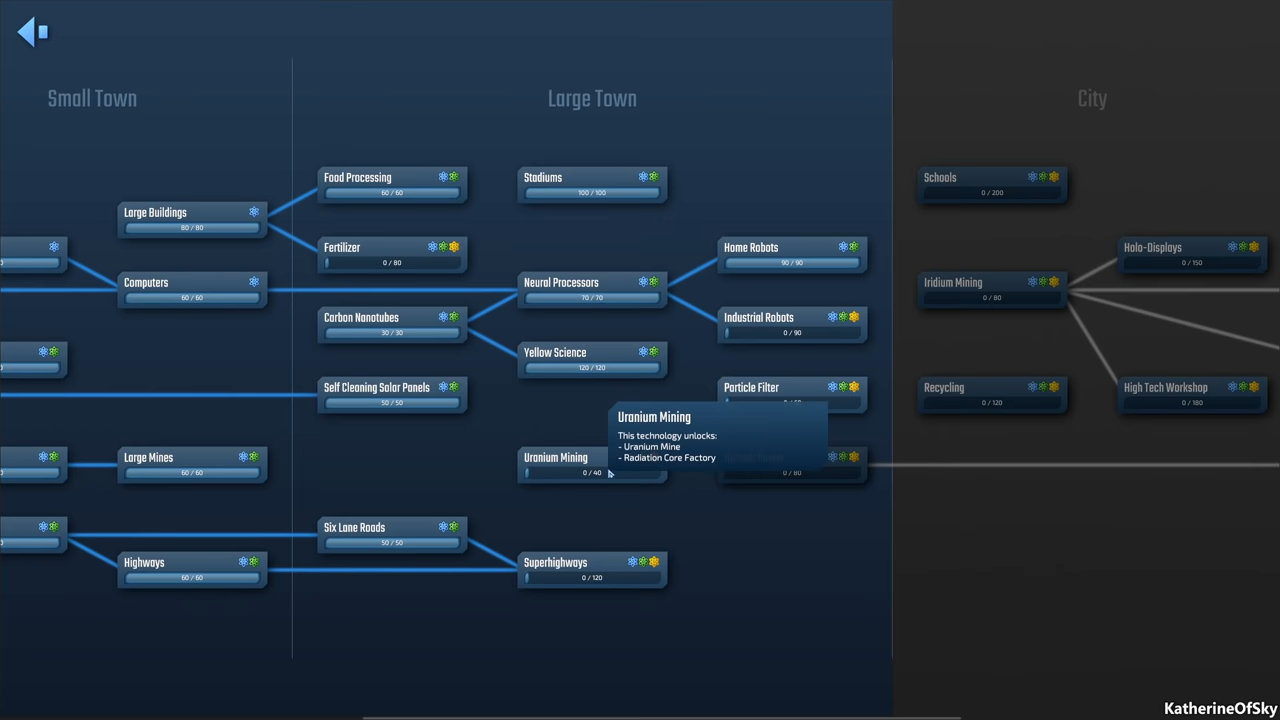 Small Town
Large Town
City
Food Processing
60 / 60
Stadiums
100 / 100
Schools
0 / 200
Large Buildings
80 / 80
Fertilizer
0 / 80
Home Robots
90 / 90
Halo-Displays
0 / 150
Computers
60 / 60
Neural Processors
70 / 70
Iridium Mining
0 / 80
Carbon Nanotubes
30 / 30
Industrial Robots
0 / 90
Yellow Science
120 / 120
Self Cleaning Solar Panels
50 / 50
Particle Filter
Recycling
0 / 120
High Tech Workshop
0 / 180
Uranium Mining
This technology unlocks:
- Uranium Mine
- Radiation Core Factory
Large Mines
60 / 60
Uranium Mining
0 / 40
0 / 80
Six Lane Roads
50 / 50
Highways
60 / 60
Superhighways
0 / 120
KatherineOfSky